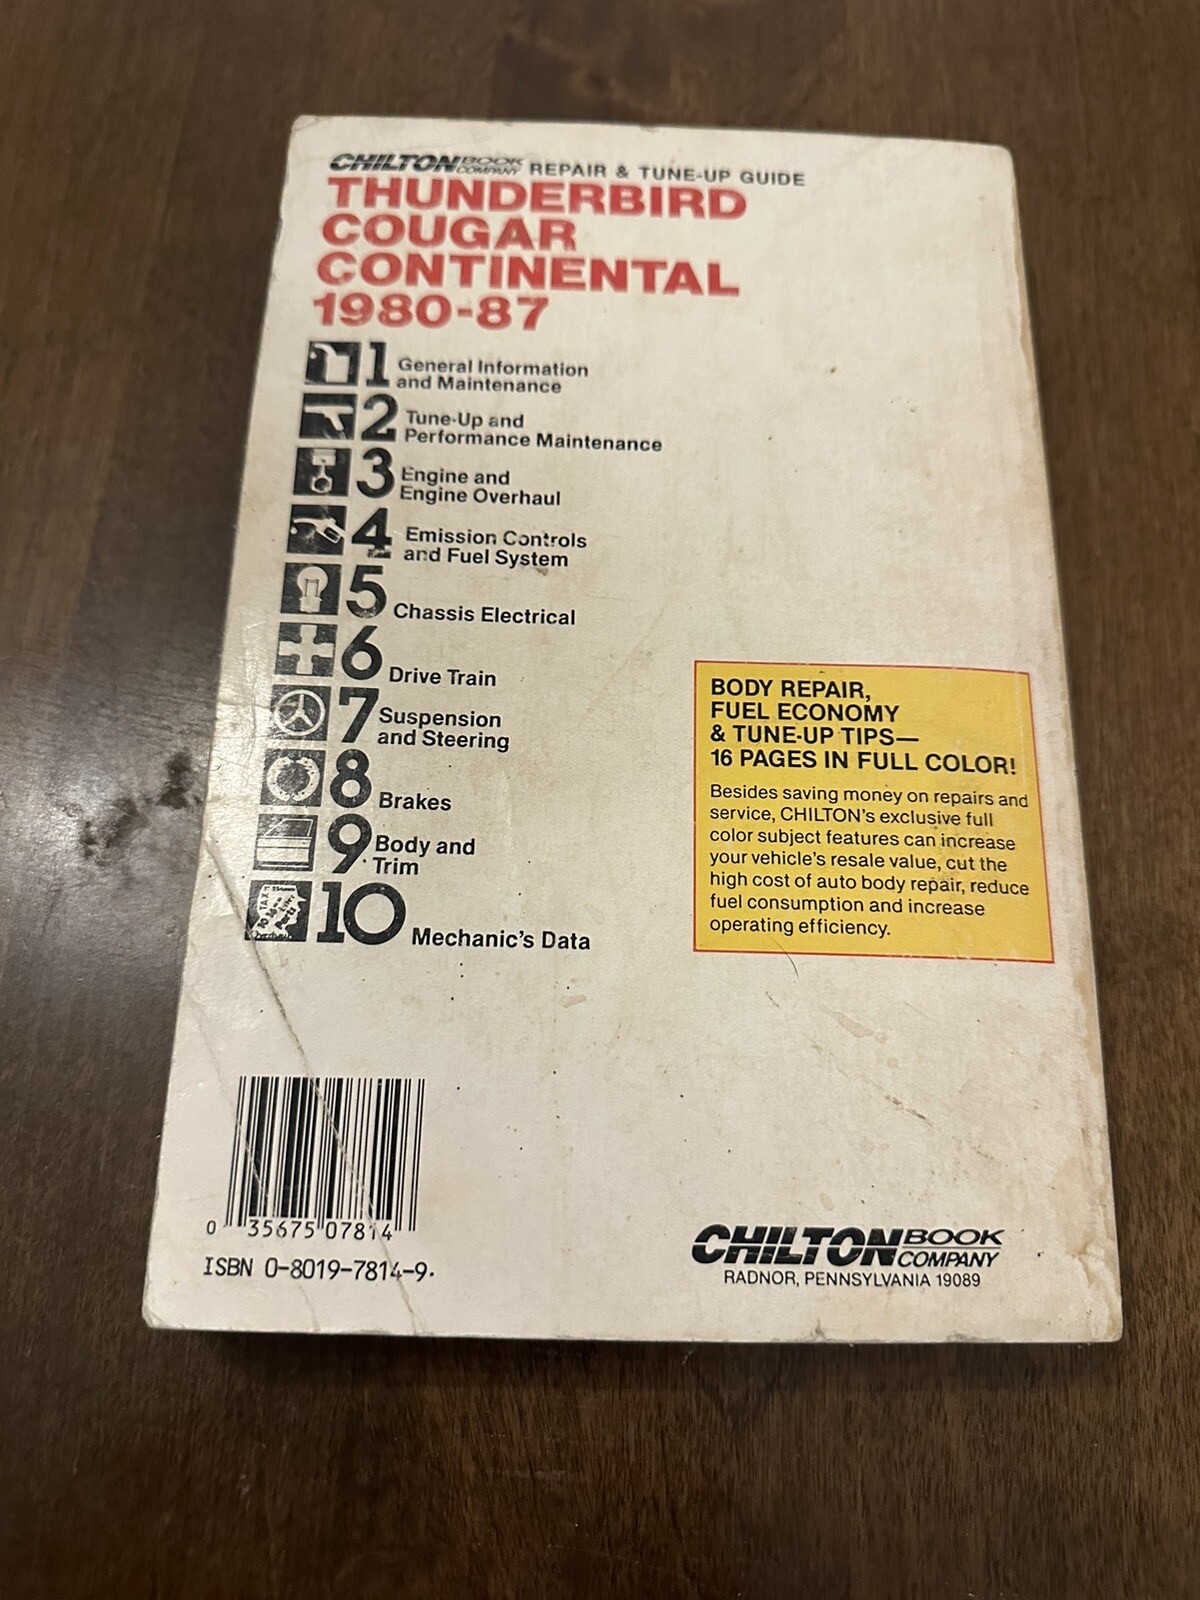 CHILTON BOOK COMPANY REPAIR & TUNE-UP GUIDE
THUNDERBIRD
COUGAR
CONTINENTAL
1980-87
1 General Information
and Maintenance
2 Tune-Up and
Performance Maintenance
3 Engine and
Engine Overhaul
4 Emission Controls
and Fuel System
5 Chassis Electrical
6 Drive Train
7 Suspension
and Steering
8 Brakes
9 Body and
Trim
10 Mechanic's Data
BODY REPAIR,
FUEL ECONOMY
& TUNE-UP TIPS—
16 PAGES IN FULL COLOR!
Besides saving money on repairs and
service, CHILTON's exclusive full
color subject features can increase
your vehicle's resale value, cut the
high cost of auto body repair, reduce
fuel consumption and increase
operating efficiency.
0 35675 07814
ISBN 0-8019-7814-9
CHILTON BOOK COMPANY
RADNOR, PENNSYLVANIA 19089